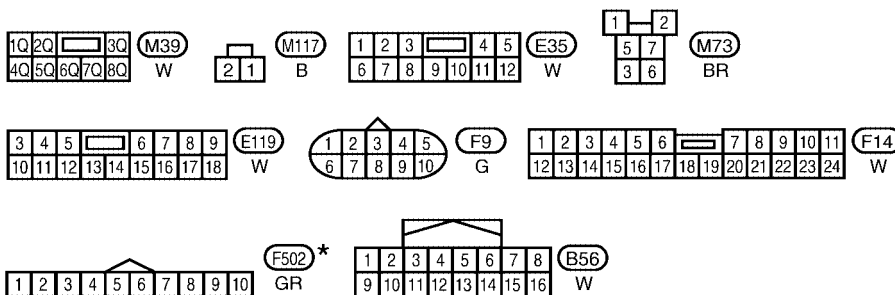 1Q 2Q 3Q M39
4Q 5Q 6Q 7Q 8Q W
M117
2 1 B
1 2 3 4 5 E35
6 7 8 9 10 11 12 W
1 2
5 7 M73
3 6 BR
3 4 5 6 7 8 9 E119
10 11 12 13 14 15 16 17 18 W
1 2 3 4 5 F9
6 7 8 9 10 G
1 2 3 4 5 6 7 8 9 10 11 F14
12 13 14 15 16 17 18 19 20 21 22 23 24 W
F502 *
1 2 3 4 5 6 7 8 9 10 GR
1 2 3 4 5 6 7 8 B56
9 10 11 12 13 14 15 16 W